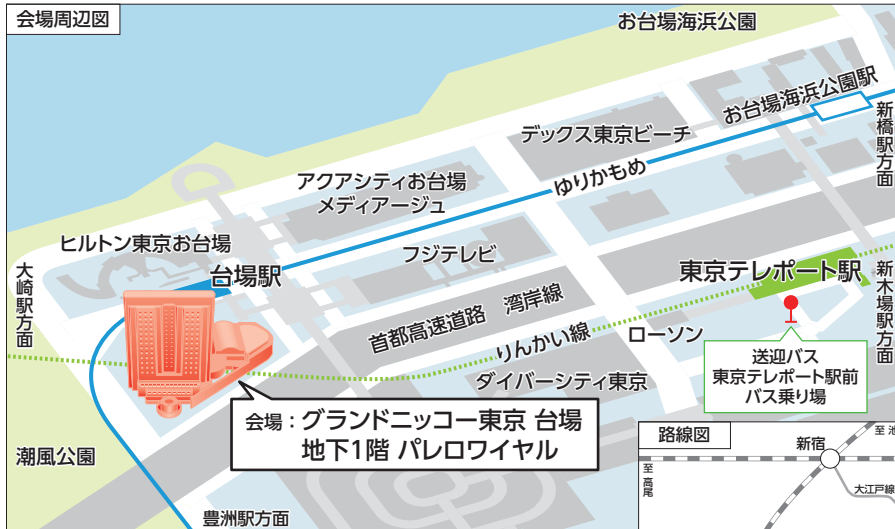 会場周辺図
お台場海浜公園
お台場海浜公園駅
新橋駅方面
デックス東京ビーチ
ゆりかもめ
アクアシティお台場
メディアージュ
ヒルトン東京お台場
台場駅
フジテレビ
東京テレポート駅
大崎駅方面
新木場駅方面
首都高速道路 湾岸線
りんかい線
ローソン
送迎バス
東京テレポート駅前
バス乗り場
ダイバーシティ東京
会場：グランドニッコー東京 台場
地下1階 パレロワイヤル
潮風公園
豊洲駅方面
路線図
新宿
至 池
至 高尾
大江戸線